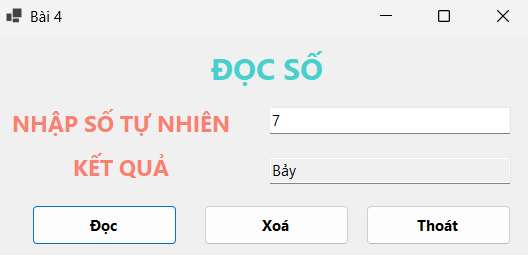 Bài 4
ĐỌC SỐ
NHẬP SỐ TỰ NHIÊN 7
KẾT QUẢ Bảy
Đọc Xoá Thoát